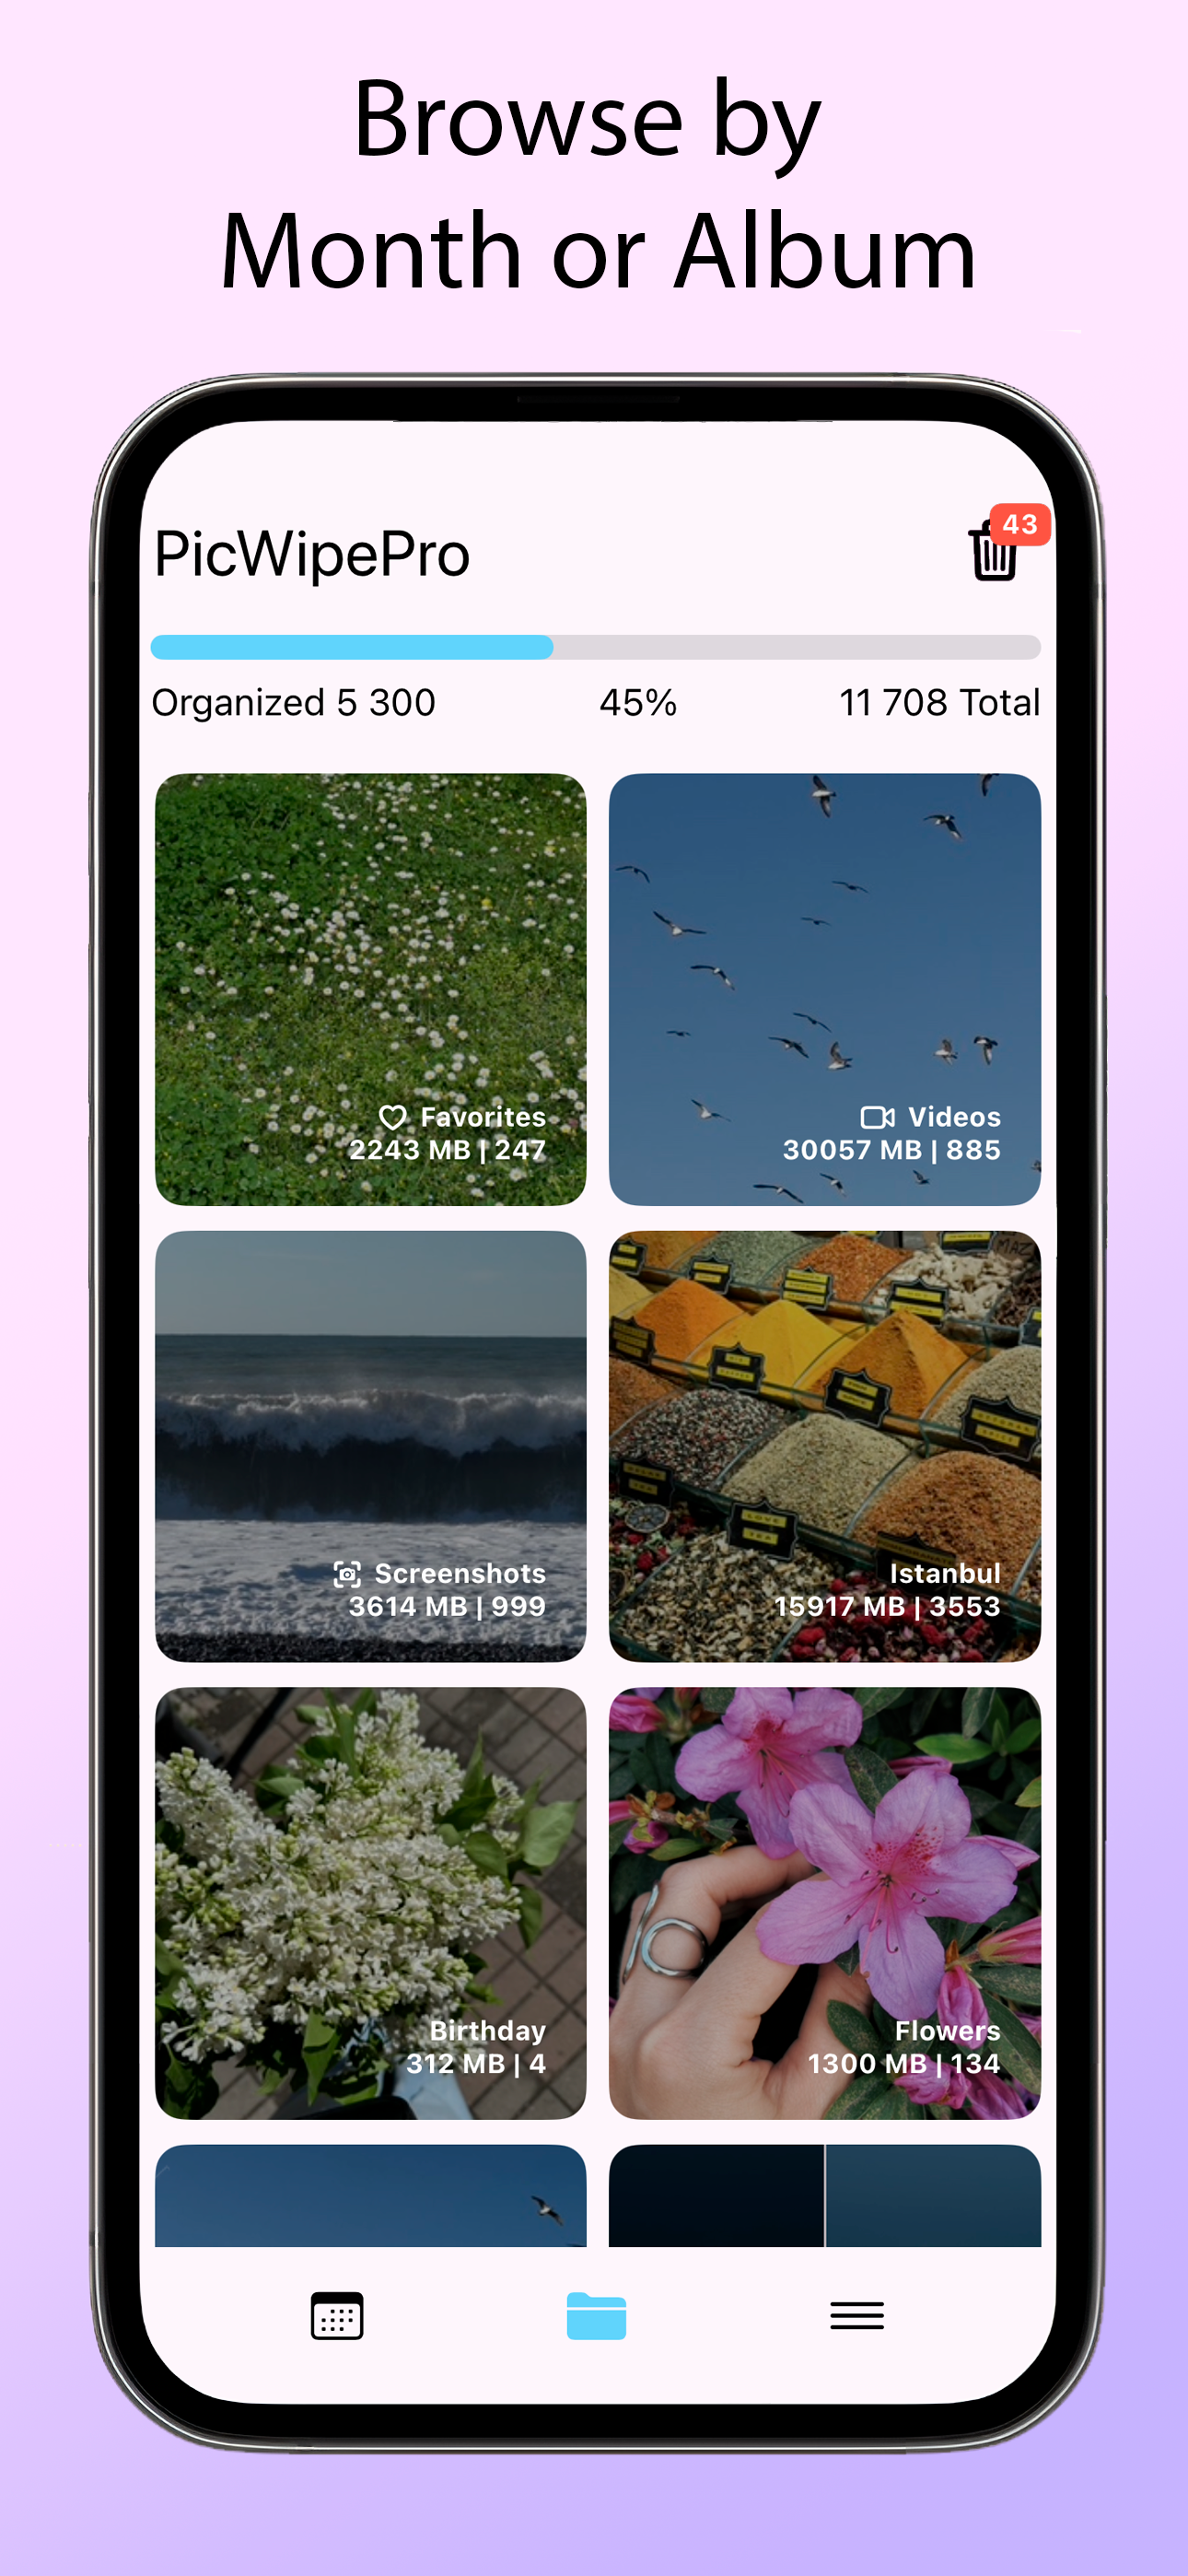 Browse by
Month or Album
PicWipePro
43
Organized 5 300 45% 11 708 Total
Favorites
2243 MB | 247
Videos
30057 MB | 885
Screenshots
3614 MB | 999
Istanbul
15917 MB | 3553
LOVE
TEA
Birthday
312 MB | 4
Flowers
1300 MB | 134